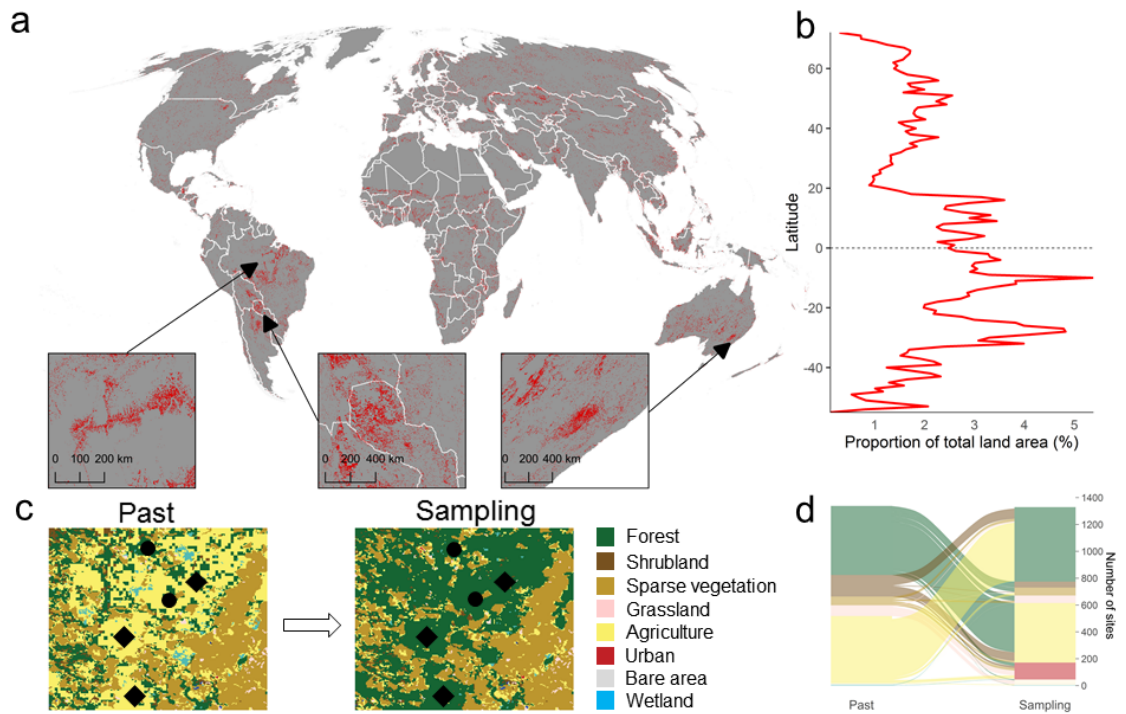 a
b
60
40
20
0
-20
-40
Latitude
1 2 3 4 5
Proportion of total land area (%)
0 100 200 km
0 200 400 km
0 200 400 km
c
Past
Sampling
Forest
Shrubland
Sparse vegetation
Grassland
Agriculture
Urban
Bare area
Wetland
d
1400
1200
1000
800
600
400
200
0
Number of sites
Past
Sampling